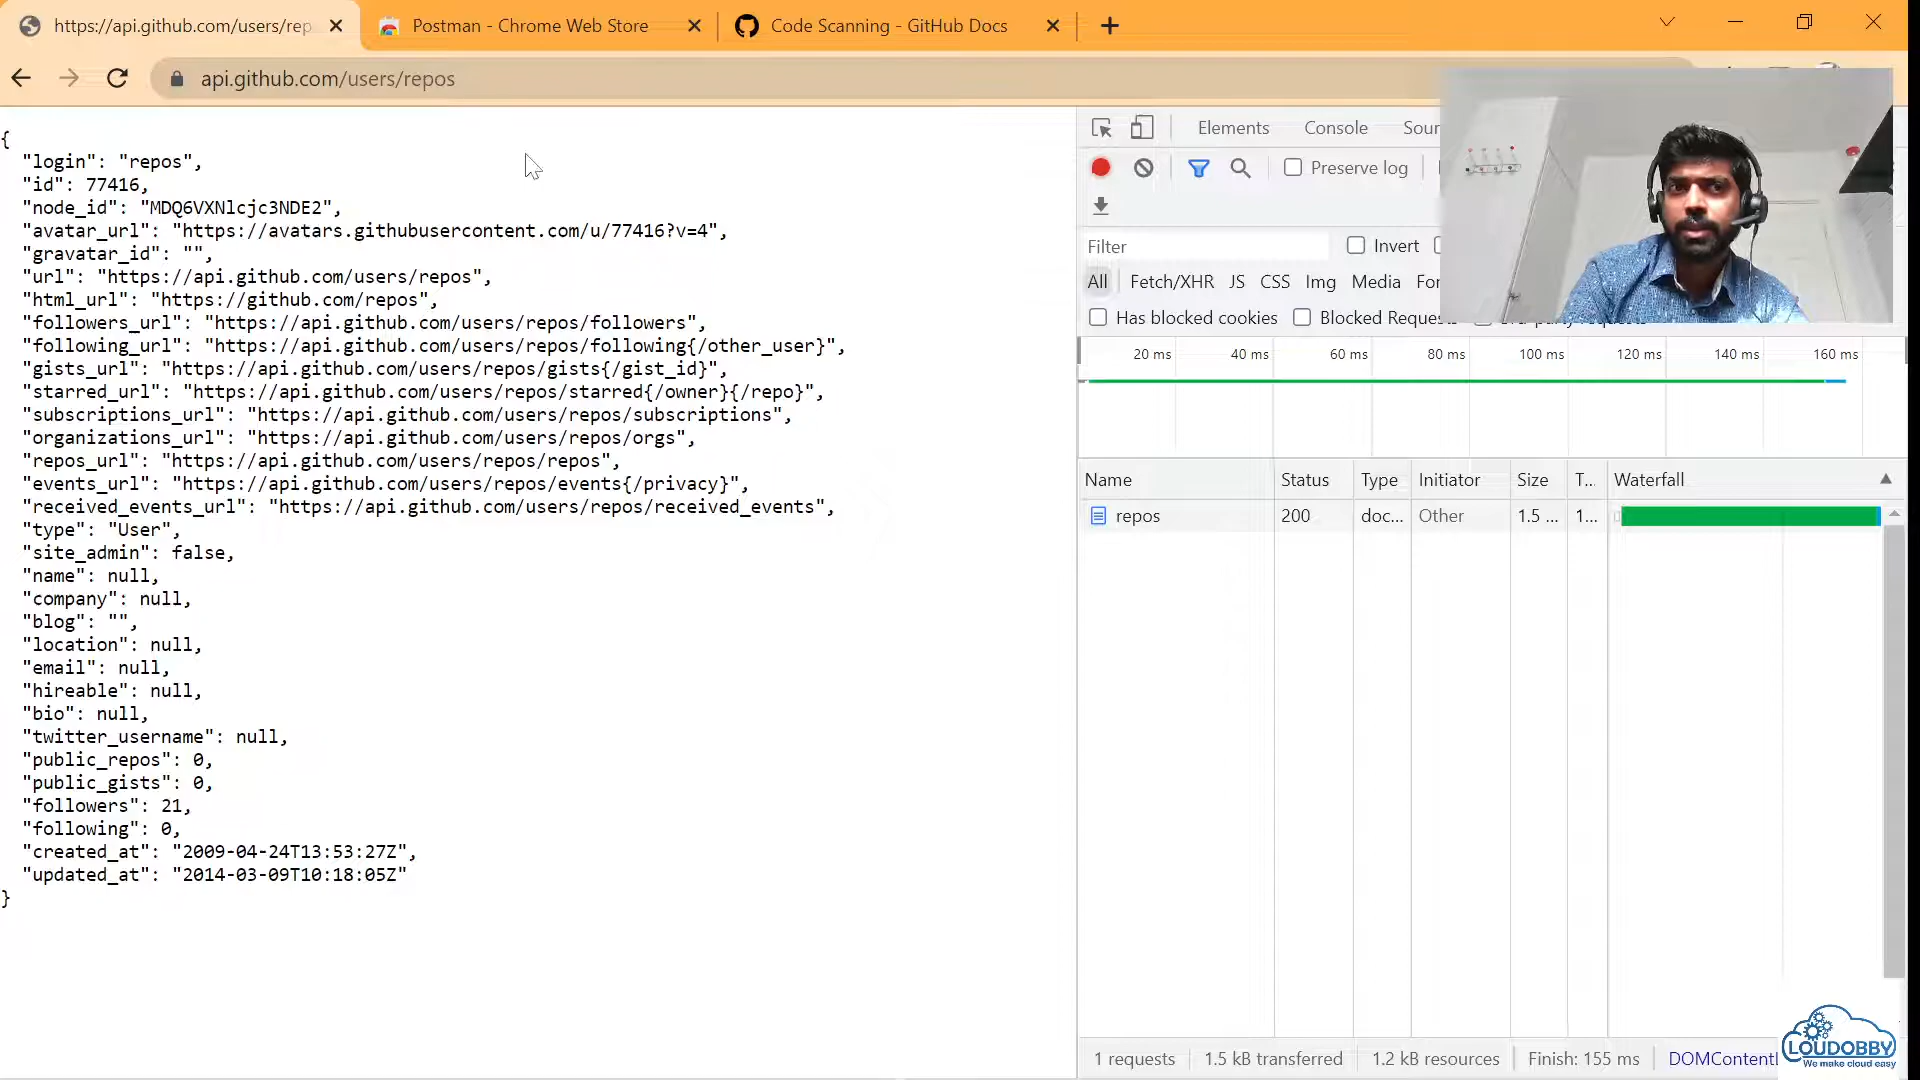 https://api.github.com/users/rep
Postman - Chrome Web Store
Code Scanning - GitHub Docs
api.github.com/users/repos
{
"login": "repos",
"id": 77416,
"node_id": "MDQ6VXNlcjc3NDE2",
"avatar_url": "https://avatars.githubusercontent.com/u/77416?v=4",
"gravatar_id": "",
"url": "https://api.github.com/users/repos",
"html_url": "https://github.com/repos",
"followers_url": "https://api.github.com/users/repos/followers",
"following_url": "https://api.github.com/users/repos/following{/other_user}",
"gists_url": "https://api.github.com/users/repos/gists{/gist_id}",
"starred_url": "https://api.github.com/users/repos/starred{/owner}{/repo}",
"subscriptions_url": "https://api.github.com/users/repos/subscriptions",
"organizations_url": "https://api.github.com/users/repos/orgs",
"repos_url": "https://api.github.com/users/repos/repos",
"events_url": "https://api.github.com/users/repos/events{/privacy}",
"received_events_url": "https://api.github.com/users/repos/received_events",
"type": "User",
"site_admin": false,
"name": null,
"company": null,
"blog": "",
"location": null,
"email": null,
"hireable": null,
"bio": null,
"twitter_username": null,
"public_repos": 0,
"public_gists": 0,
"followers": 21,
"following": 0,
"created_at": "2009-04-24T13:53:27Z",
"updated_at": "2014-03-09T10:18:05Z"
}
Elements Console Sour
Preserve log
Filter Invert
All Fetch/XHR JS CSS Img Media Fon
Has blocked cookies Blocked Requests
20 ms 40 ms 60 ms 80 ms 100 ms 120 ms 140 ms 160 ms
Name Status Type Initiator Size T... Waterfall
repos 200 doc... Other 1.5 ... 1...
1 requests 1.5 kB transferred 1.2 kB resources Finish: 155 ms DOMContentL
LOUDOBBY
We make cloud easy